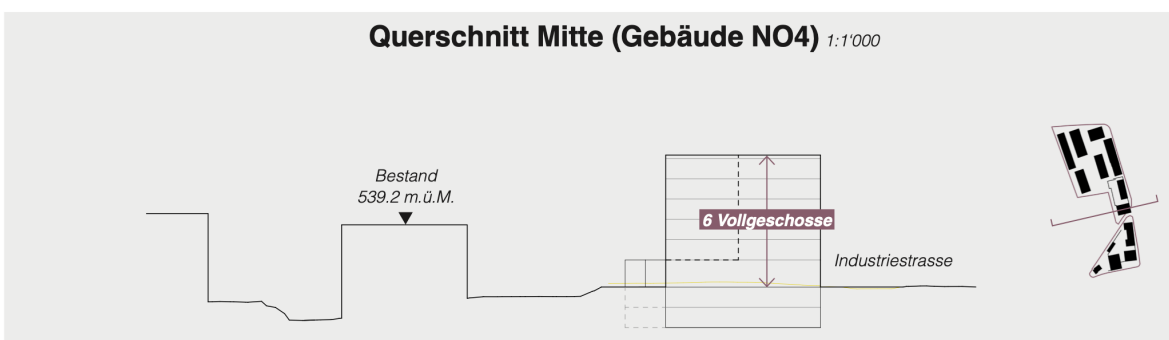 Querschnitt Mitte (Gebäude NO4) 1:1'000
Bestand
539.2 m.ü.M.
6 Vollgeschosse
Industriestrasse